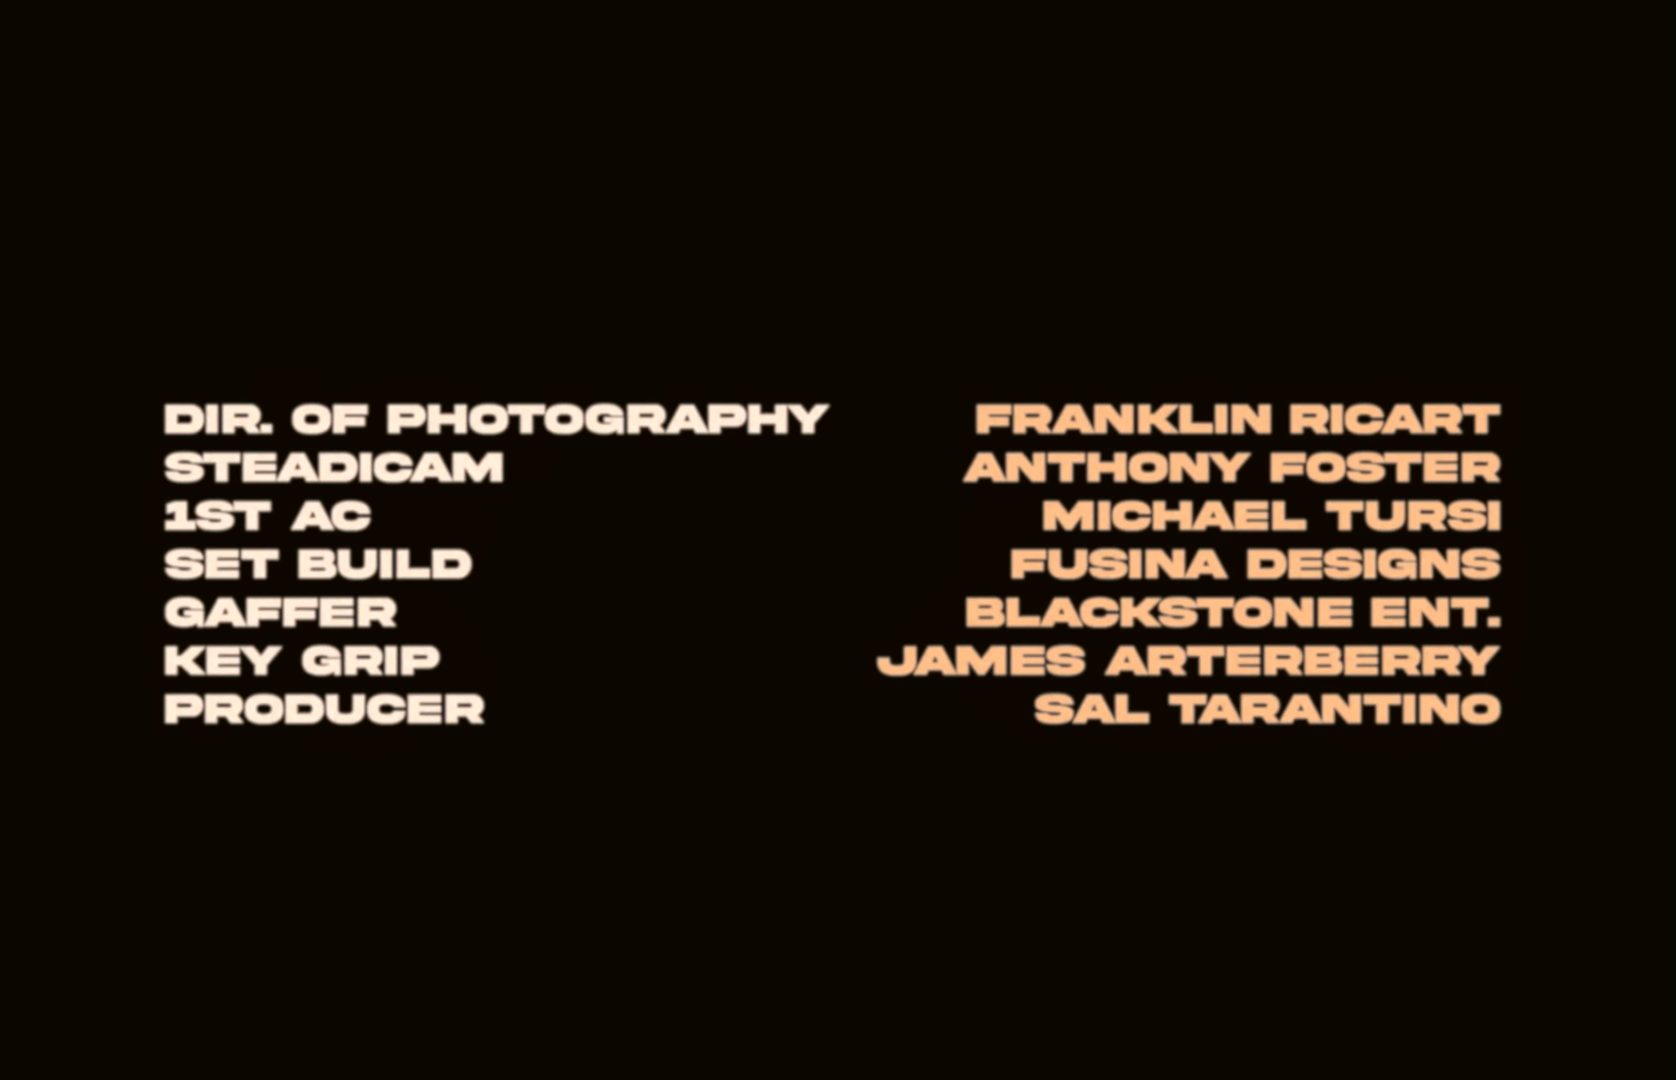 DIR. OF PHOTOGRAPHY FRANKLIN RICART
STEADICAM ANTHONY FOSTER
1ST AC MICHAEL TURSI
SET BUILD FUSINA DESIGNS
GAFFER BLACKSTONE ENT.
KEY GRIP JAMES ARTERBERRY
PRODUCER SAL TARANTINO